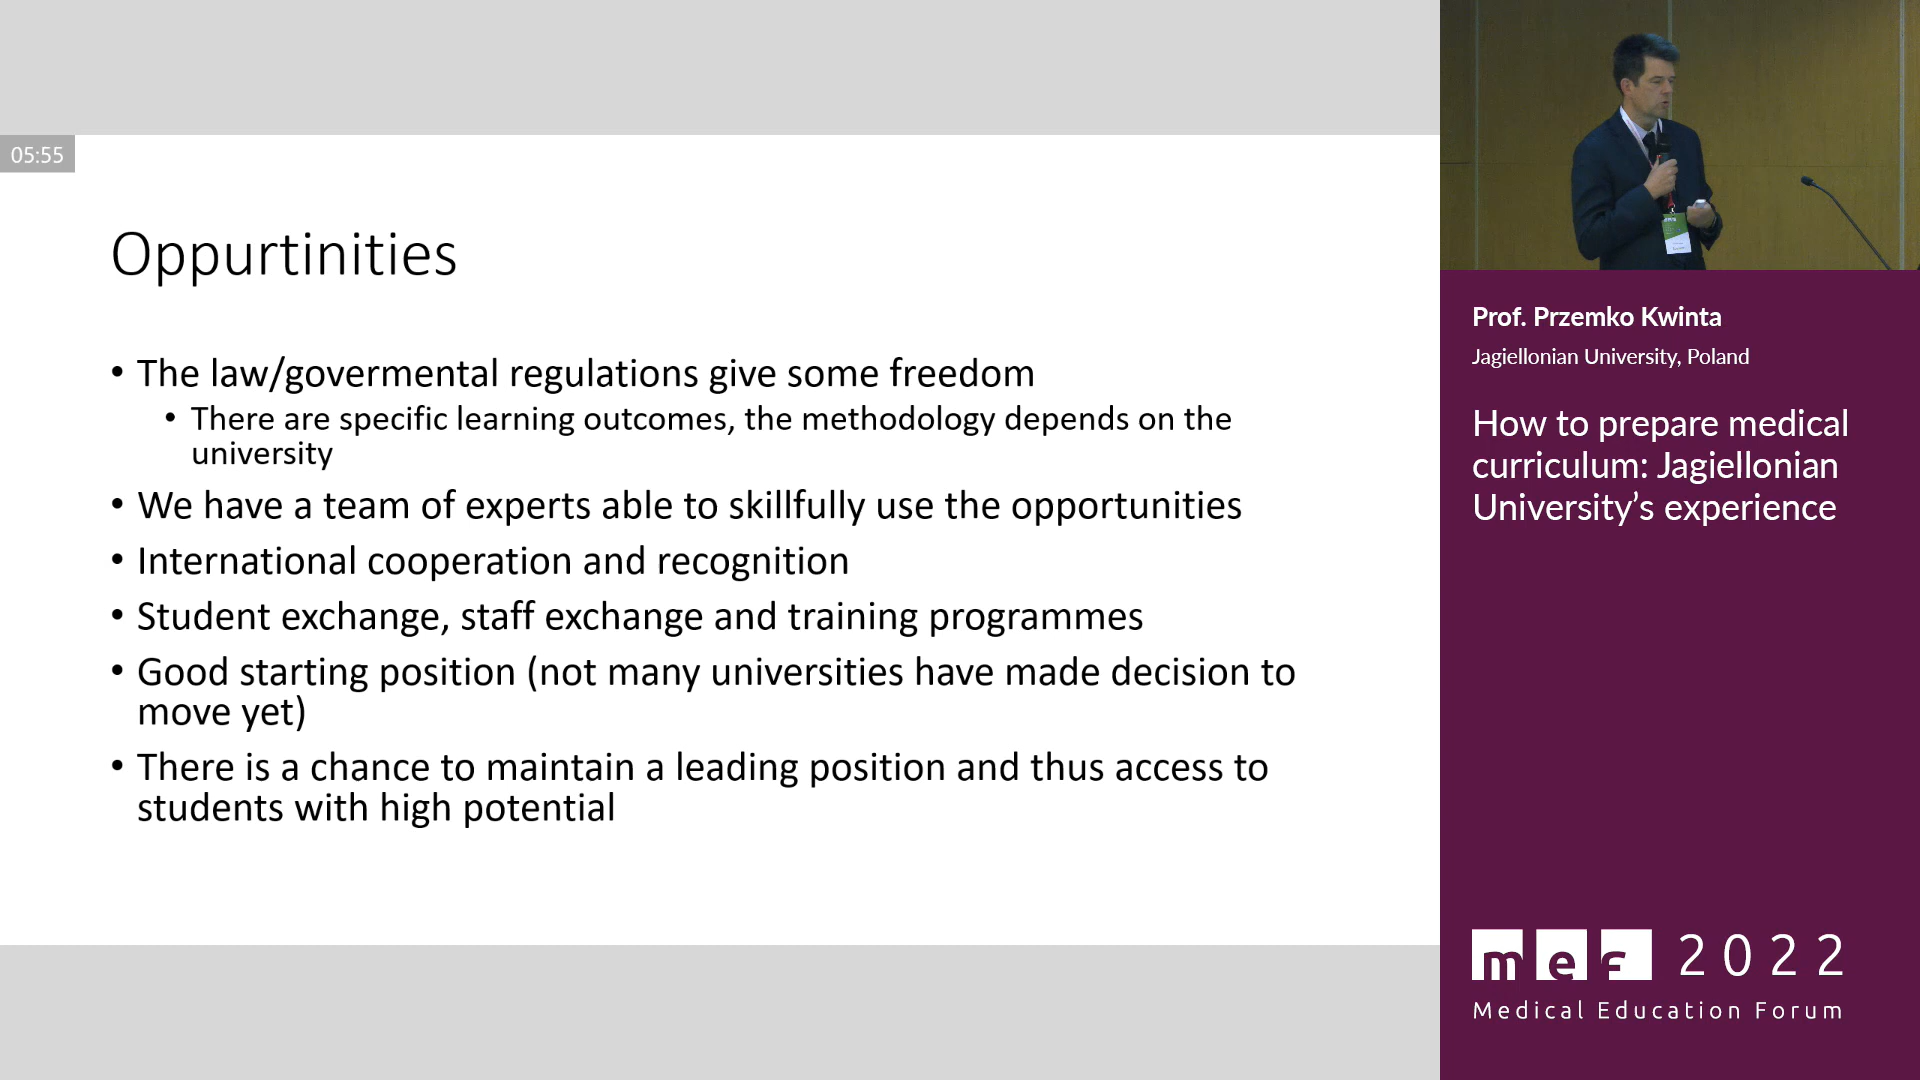 05:55
Oppurtinities
• The law/govermental regulations give some freedom
• There are specific learning outcomes, the methodology depends on the
university
• We have a team of experts able to skillfully use the opportunities
• International cooperation and recognition
• Student exchange, staff exchange and training programmes
• Good starting position (not many universities have made decision to
move yet)
• There is a chance to maintain a leading position and thus access to
students with high potential
Prof. Przemko Kwinta
Jagiellonian University, Poland
How to prepare medical
curriculum: Jagiellonian
University’s experience
mef 2022
Medical Education Forum